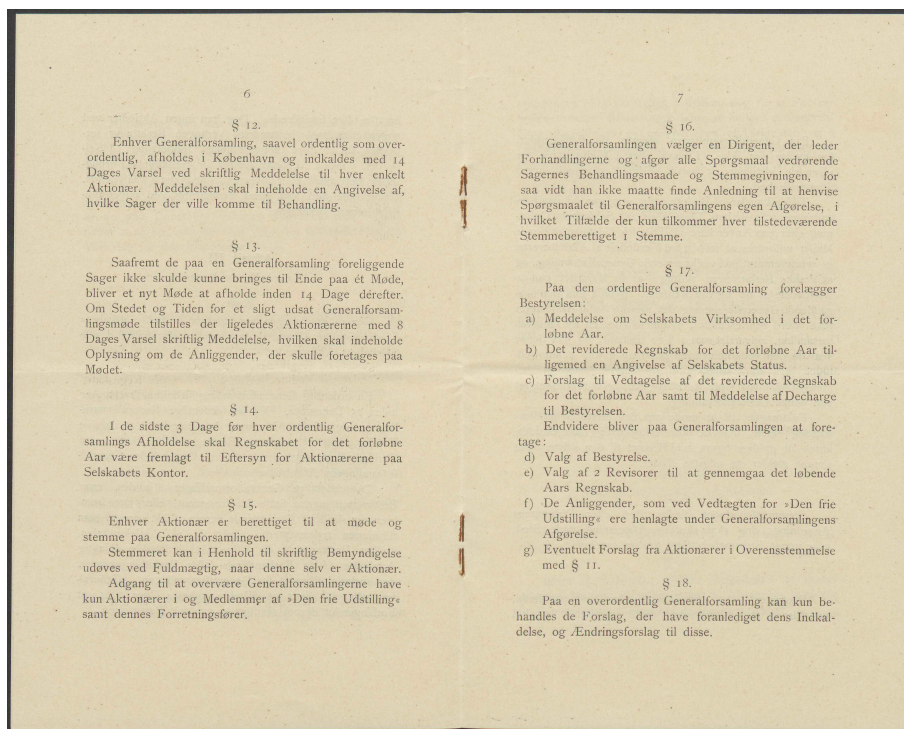 6
§ 12.
Enhver Generalforsamling, saavel ordentlig som over-
ordentlig, afholdes i København og indkaldes med 14
Dages Varsel ved skriftlig Meddelelse til hver enkelt
Aktionær. Meddelelsen skal indeholde en Angivelse af,
hvilke Sager der ville komme til Behandling.
§ 13.
Saafremt de paa en Generalforsamling foreliggende
Sager ikke skulde kunne bringes til Ende paa ét Møde,
bliver et nyt Møde at afholde inden 14 Dage derefter.
Om Stedet og Tiden for et sligt udsat Generalforsam-
lingsmøde tilstilles der ligeledes Aktionærerne med 8
Dages Varsel skriftlig Meddelelse, hvilken skal indeholde
Oplysning om de Anliggender, der skulle foretages paa
Mødet.
§ 14.
I de sidste 3 Dage før hver ordentlig Generalfor-
samlings Afholdelse skal Regnskabet for det forløbne
Aar være fremlagt til Eftersyn for Aktionærerne paa
Selskabets Kontor.
§ 15.
Enhver Aktionær er berettiget til at møde og
stemme paa Generalforsamlingen.
Stemmeret kan i Henhold til skriftlig Bemyndigelse
udøves ved Fuldmægtig, naar denne selv er Aktionær.
Adgang til at overvære Generalforsamlingerne have
kun Aktionærer i og Medlemmer af »Den frie Udstilling«
samt dennes Forretningsfører.
7
§ 16.
Generalforsamlingen vælger en Dirigent, der leder
Forhandlingerne og afgør alle Spørgsmaal vedrørende
Sagernes Behandlingsmaade og Stemmegivningen, for
saa vidt han ikke maatte finde Anledning til at henvise
Spørgsmaalet til Generalforsamlingens egen Afgørelse, i
hvilket Tilfælde der kun tilkommer hver tilstedeværende
Stemmeberettiget 1 Stemme.
§ 17.
Paa den ordentlige Generalforsamling forelægger
Bestyrelsen:
a) Meddelelse om Selskabets Virksomhed i det for-
løbne Aar.
b) Det reviderede Regnskab for det forløbne Aar til-
ligemed en Angivelse af Selskabets Status.
c) Forslag til Vedtagelse af det reviderede Regnskab
for det forløbne Aar samt til Meddelelse af Decharge
til Bestyrelsen.
Endvidere bliver paa Generalforsamlingen at fore-
tage:
d) Valg af Bestyrelse.
e) Valg af 2 Revisorer til at gennemgaa det løbende
Aars Regnskab.
f) De Anliggender, som ved Vedtægten for »Den frie
Udstilling« ere henlagte under Generalforsamlingens
Afgørelse.
g) Eventuelt Forslag fra Aktionærer i Overensstemmelse
med § 11.
§ 18.
Paa en overordentlig Generalforsamling kan kun be-
handles de Forslag, der have foranlediget dens Indkal-
delse, og Ændringsforslag til disse.